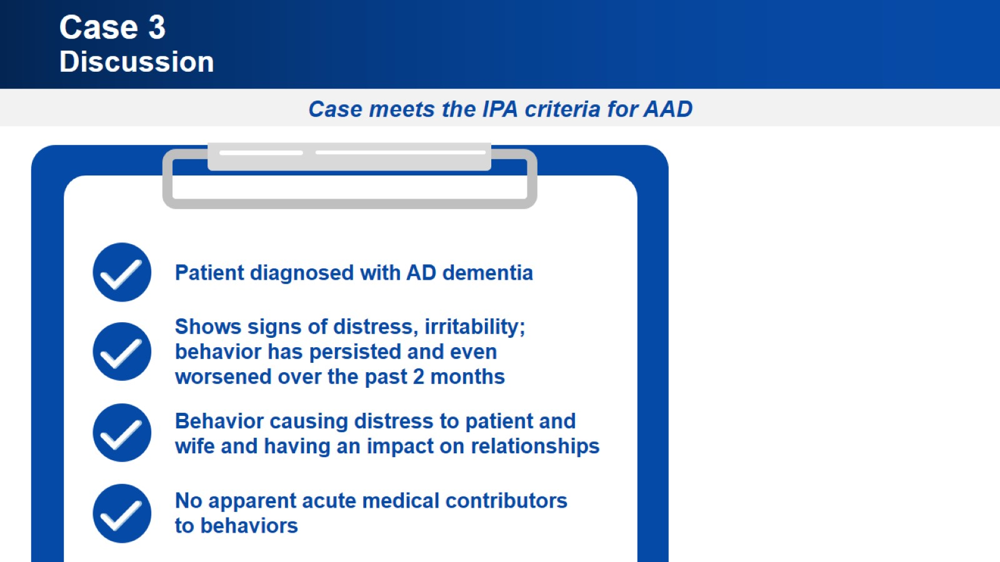 Case 3
Discussion
Case meets the IPA criteria for AAD
Patient diagnosed with AD dementia
Shows signs of distress, irritability;
behavior has persisted and even
worsened over the past 2 months
Behavior causing distress to patient and
wife and having an impact on relationships
No apparent acute medical contributors
to behaviors